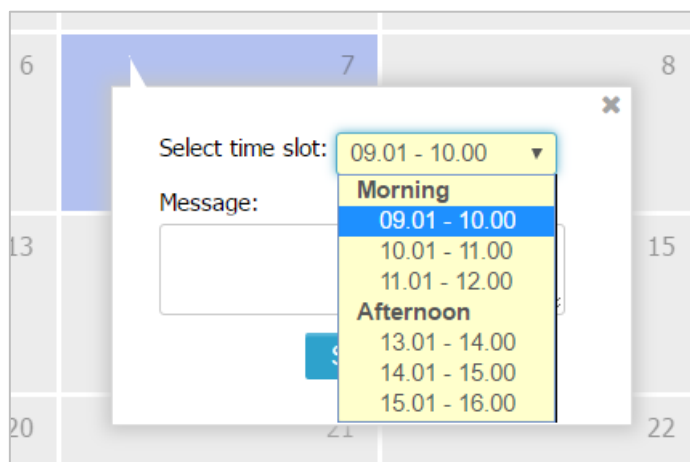 6 7 8
✖
Select time slot: 09.01 - 10.00 ▼
Morning
Message:
09.01 - 10.00
13 10.01 - 11.00 15
11.01 - 12.00
Afternoon
13.01 - 14.00
S
14.01 - 15.00
15.01 - 16.00
20 21 22